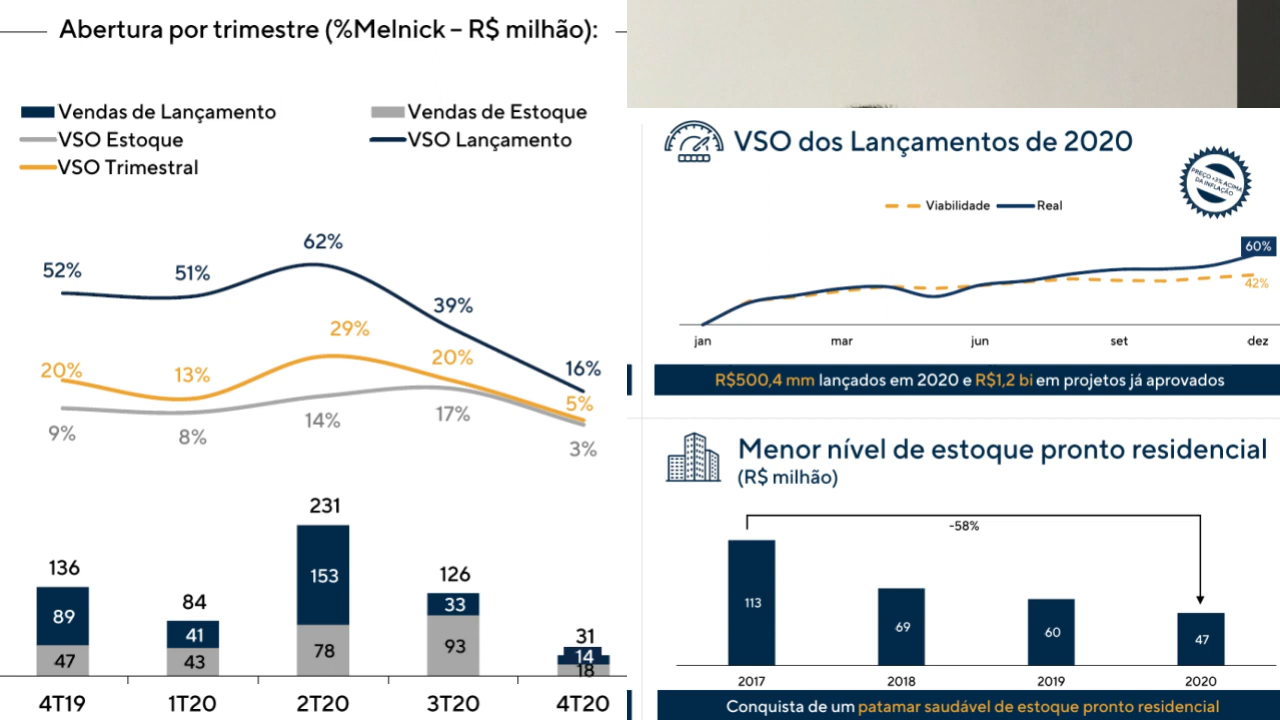 Abertura por trimestre (%Melnick – R$ milhão):
Vendas de Lançamento
Vendas de Estoque
VSO Estoque
VSO Lançamento
VSO Trimestral
62%
52%
51%
39%
29%
20%
13%
20%
16%
5%
9%
8%
14%
17%
3%
231
136
84
126
31
89
41
153
33
14
47
43
78
93
18
4T19
1T20
2T20
3T20
4T20
VSO dos Lançamentos de 2020
PREÇO +3% ACIMA
DA INFLAÇÃO
Viabilidade
Real
60%
42%
jan
mar
jun
set
dez
R$500,4 mm lançados em 2020 e R$1,2 bi em projetos já aprovados
Menor nível de estoque pronto residencial
(R$ milhão)
-58%
113
69
60
47
2017
2018
2019
2020
Conquista de um patamar saudável de estoque pronto residencial